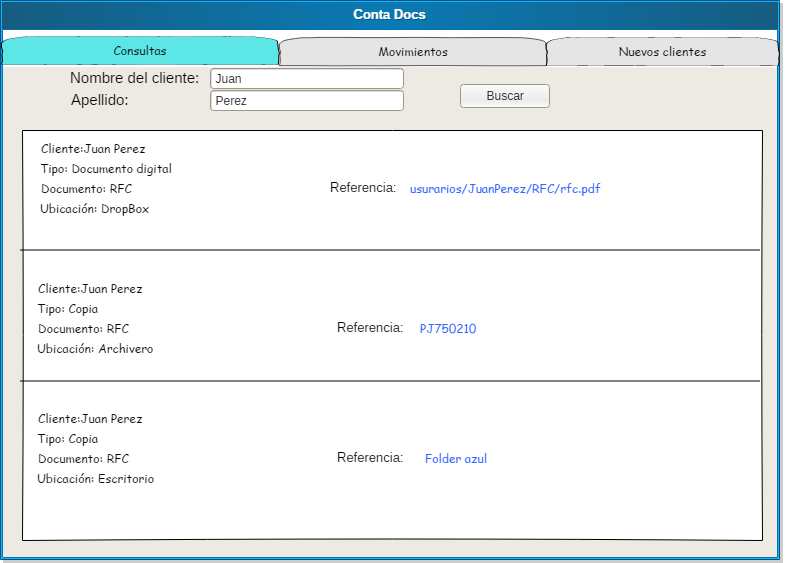 Conta Docs
Consultas Movimientos Nuevos clientes
Nombre del cliente: Juan
Apellido: Perez
Buscar
Cliente:Juan Perez
Tipo: Documento digital
Documento: RFC Referencia: usurarios/JuanPerez/RFC/rfc.pdf
Ubicación: DropBox
Cliente:Juan Perez
Tipo: Copia
Documento: RFC Referencia: PJ750210
Ubicación: Archivero
Cliente:Juan Perez
Tipo: Copia
Documento: RFC Referencia: Folder azul
Ubicación: Escritorio